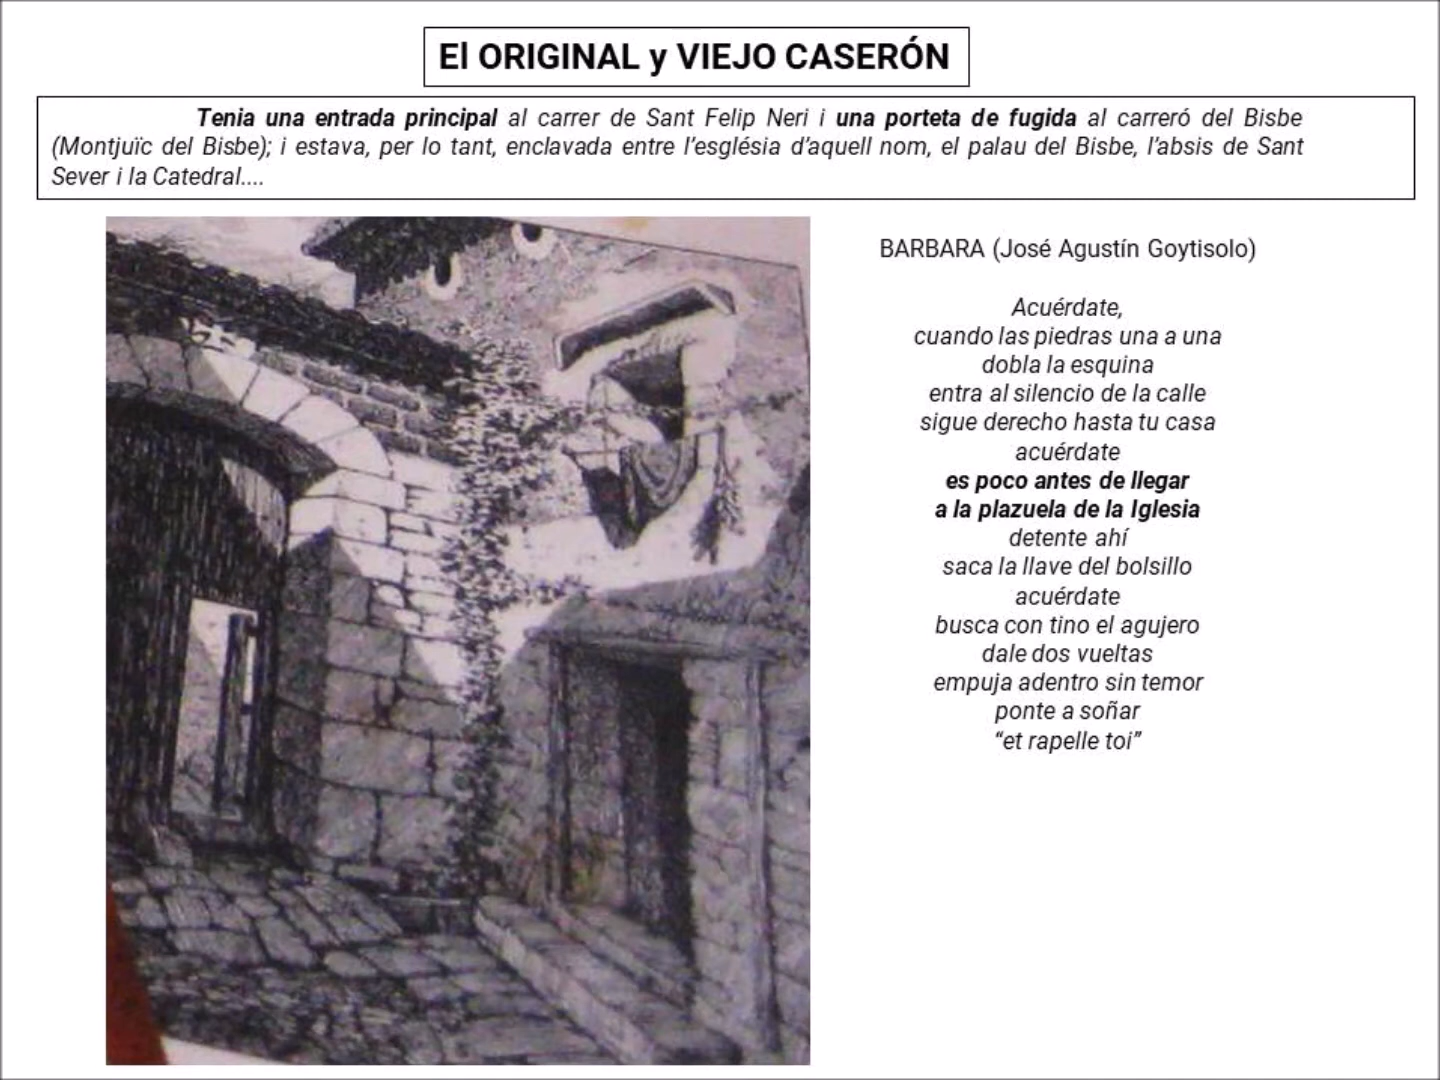 El ORIGINAL y VIEJO CASERÓN
Tenia una entrada principal al carrer de Sant Felip Neri i una porteta de fugida al carreró del Bisbe
(Montjuïc del Bisbe); i estava, per lo tant, enclavada entre l’església d’aquell nom, el palau del Bisbe, l’absis de Sant
Sever i la Catedral....
BARBARA (José Agustín Goytisolo)
Acuérdate,
cuando las piedras una a una
dobla la esquina
entra al silencio de la calle
sigue derecho hasta tu casa
acuérdate
es poco antes de llegar
a la plazuela de la Iglesia
detente ahí
saca la llave del bolsillo
acuérdate
busca con tino el agujero
dale dos vueltas
empuja adentro sin temor
ponte a soñar
“et rapelle toi”